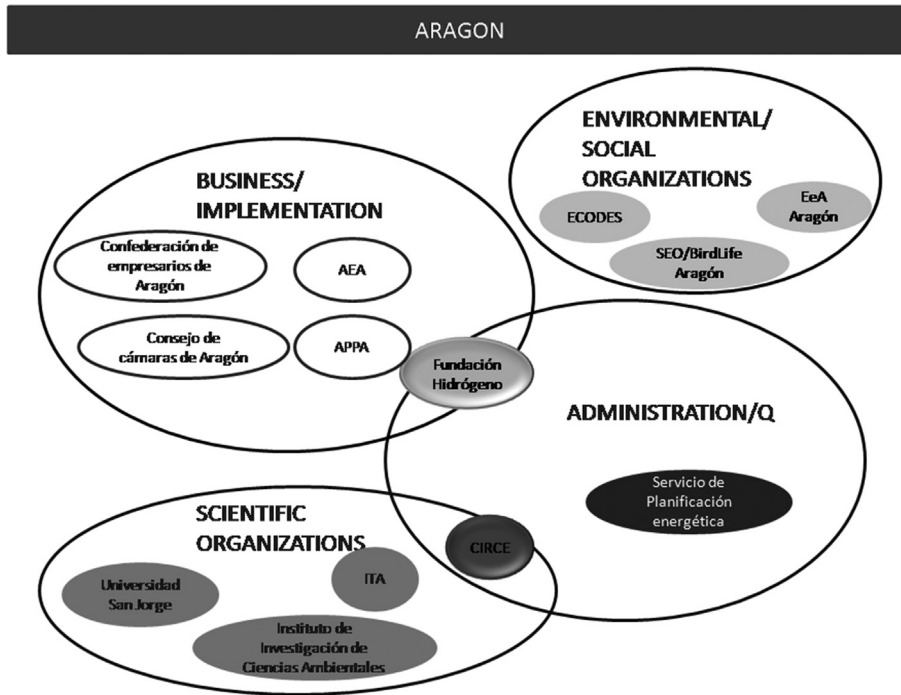 ARAGON
BUSINESS/
IMPLEMENTATION
Confederación de
empresarios de
Aragón
AEA
Consejo de
cámaras de Aragón
APPA
Fundación
Hidrógeno
ENVIRONMENTAL/
SOCIAL
ORGANIZATIONS
ECODES
EeA
Aragón
SEO/BirdLife
Aragón
ADMINISTRATION/Q
Servicio de
Planificación
energética
SCIENTIFIC
ORGANIZATIONS
CIRCE
ITA
Universidad
San Jorge
Instituto de
Investigación de
Ciencias Ambientales